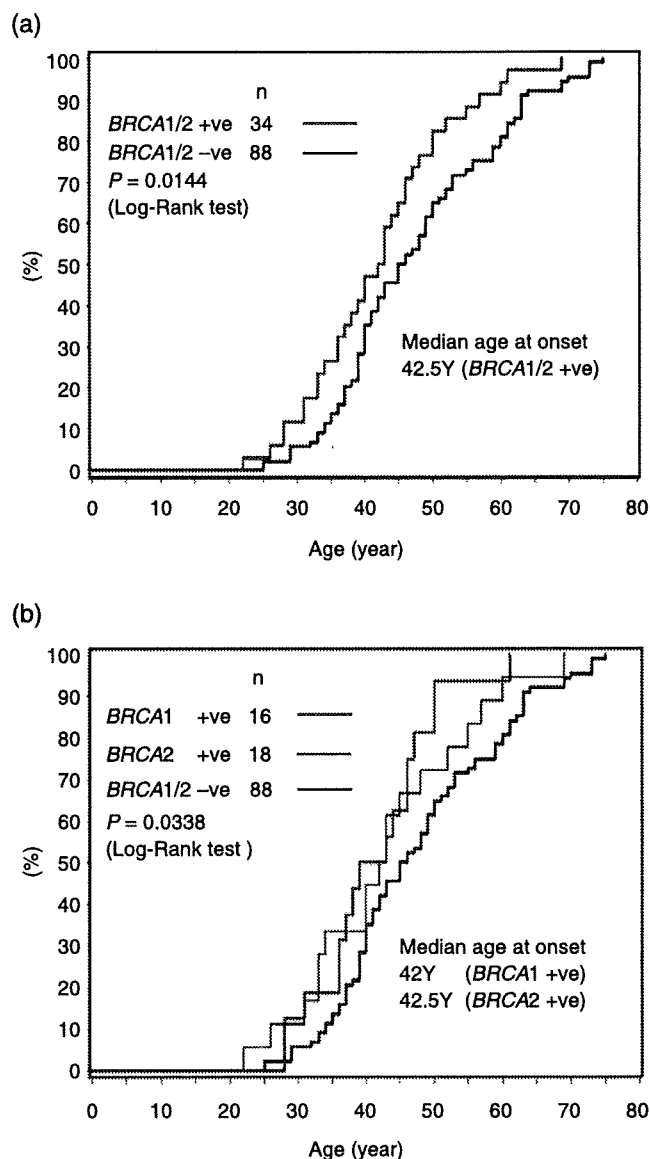 (a)
100
90
80
70
60
50
40
30
20
10
0
(%)
n
BRCA1/2 +ve 34
BRCA1/2 −ve 88
P = 0.0144
(Log-Rank test)
Median age at onset
42.5Y (BRCA1/2 +ve)
0 10 20 30 40 50 60 70 80
Age (year)
(b)
100
90
80
70
60
50
40
30
20
10
0
(%)
n
BRCA1 +ve 16
BRCA2 +ve 18
BRCA1/2 −ve 88
P = 0.0338
(Log-Rank test )
Median age at onset
42Y (BRCA1 +ve)
42.5Y (BRCA2 +ve)
0 10 20 30 40 50 60 70 80
Age (year)